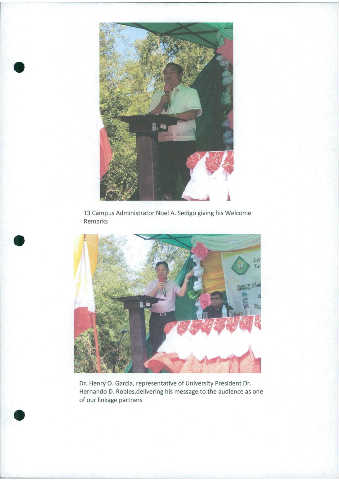 13 Campus Administrator Noel A. Sedigo giving his Welcome
Remarks
Dr. Henry O. Garcia, representative of University President Dr.
Hernando D. Robles,delivering his message to the audience as one
of our linkage partners